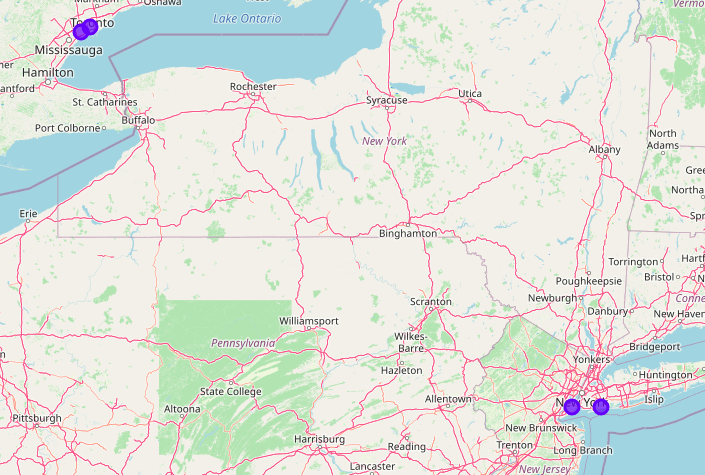 Markham
Oshawa
Toronto
Lake Ontario
Vermo
Mississauga
Hamilton
antford
St. Catharines
Rochester
Syracuse
Utica
Buffalo
Port Colborne
New York
North
Adams
Albany
Gree
Northa
Erie
Spr
Binghamton
Torrington
Hartf
Poughkeepsie
Bristol
N
Newburgh
Conne
Scranton
Danbury
New Haven
Williamsport
Wilkes-
Barre
Bridgeport
Pennsylvania
Yonkers
Hazleton
Huntington
State College
Allentown
New York
Islip
Altoona
Pittsburgh
New Brunswick
Harrisburg
Reading
Trenton
Long Branch
Lancaster
New Jersey